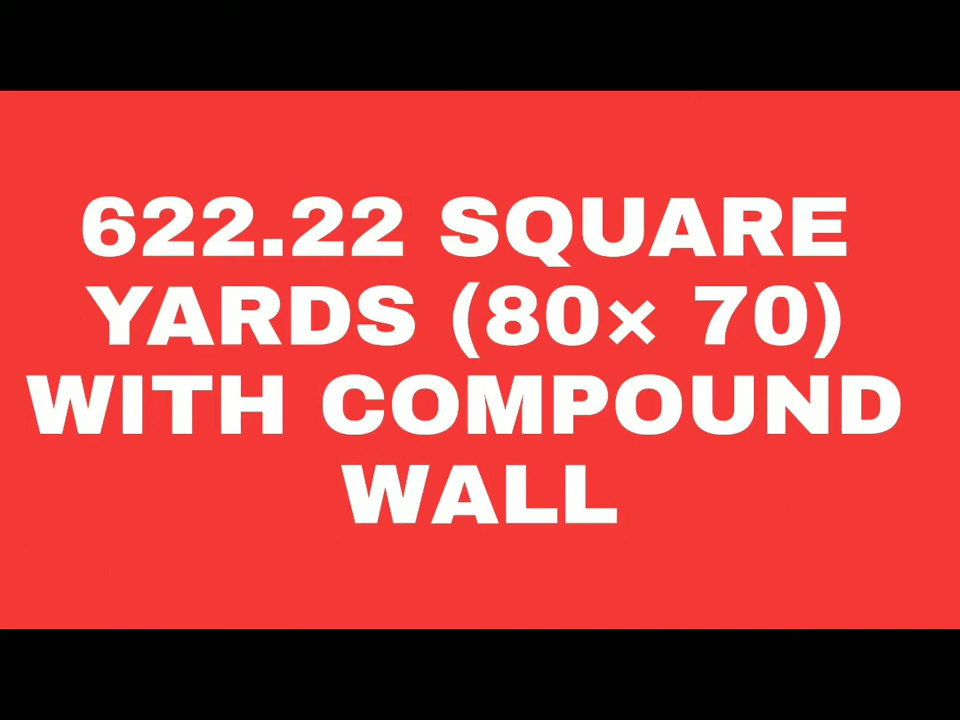 622.22 SQUARE
YARDS (80× 70)
WITH COMPOUND
WALL